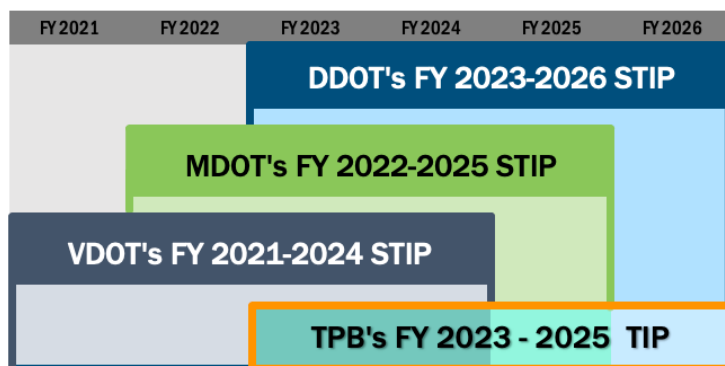 FY 2021 FY 2022 FY 2023 FY 2024 FY 2025 FY 2026
DDOT's FY 2023-2026 STIP
MDOT's FY 2022-2025 STIP
VDOT's FY 2021-2024 STIP
TPB's FY 2023 - 2025 TIP